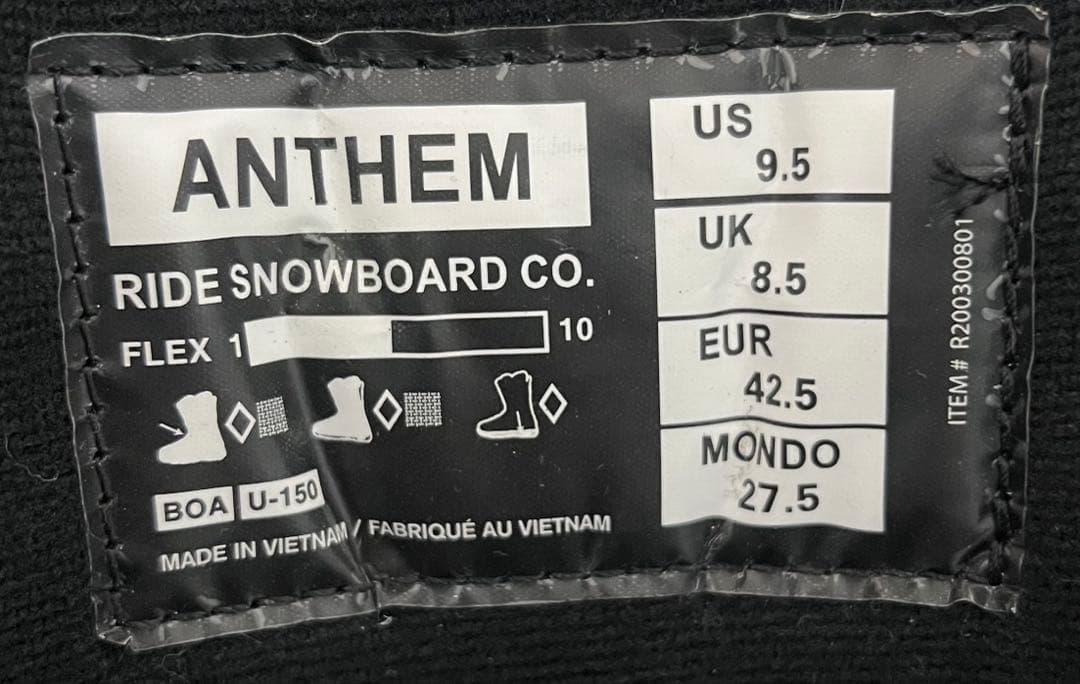 ANTHEM
RIDE SNOWBOARD CO.
FLEX 1 10
BOA U-150
MADE IN VIETNAM / FABRIQUÉ AU VIETNAM
US
9.5
UK
8.5
EUR
42.5
MONDO
27.5
ITEM# R200300801